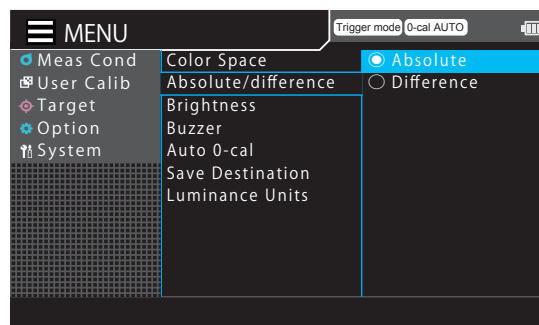 MENU
Trigger mode 0-cal AUTO
Meas Cond
User Calib
Target
Option
System
Color Space
Absolute/difference
Brightness
Buzzer
Auto 0-cal
Save Destination
Luminance Units
Absolute
Difference